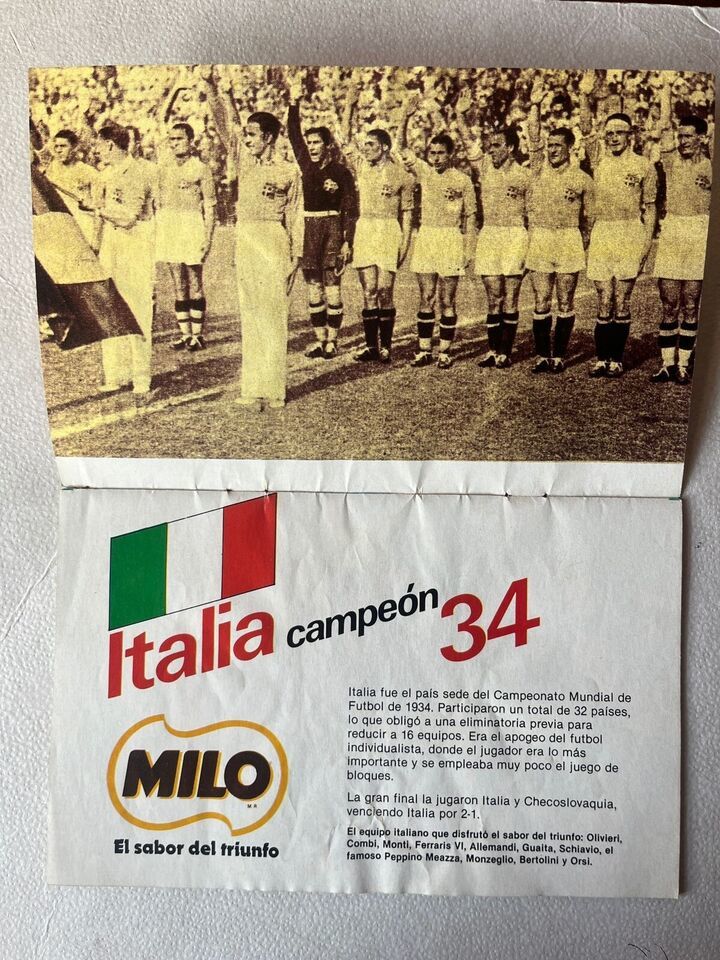 Italia campeón 34
Italia fue el país sede del Campeonato Mundial de
Futbol de 1934. Participaron un total de 32 países,
lo que obligó a una eliminatoria previa para
reducir a 16 equipos. Era el apogeo del futbol
individualista, donde el jugador era lo más
importante y se empleaba muy poco el juego de
bloques.
La gran final la jugaron Italia y Checoslovaquia,
venciendo Italia por 2-1.
El equipo italiano que disfrutó el sabor del triunfo: Olivieri,
Combi, Monti, Ferraris VI, Allemandi, Guaita, Schiavio, el
famoso Peppino Meazza, Monzeglio, Bertolini y Orsi.
MILO
M.R.
El sabor del triunfo